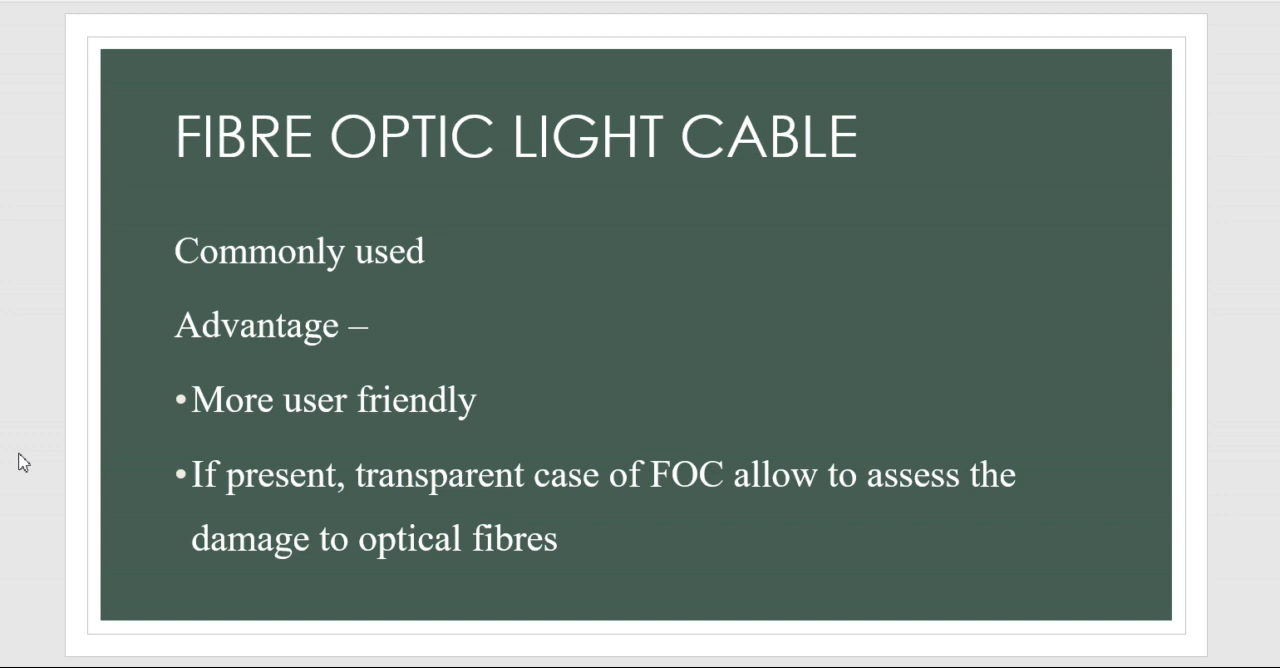 FIBRE OPTIC LIGHT CABLE
Commonly used
Advantage –
•More user friendly
•If present, transparent case of FOC allow to assess the
damage to optical fibres